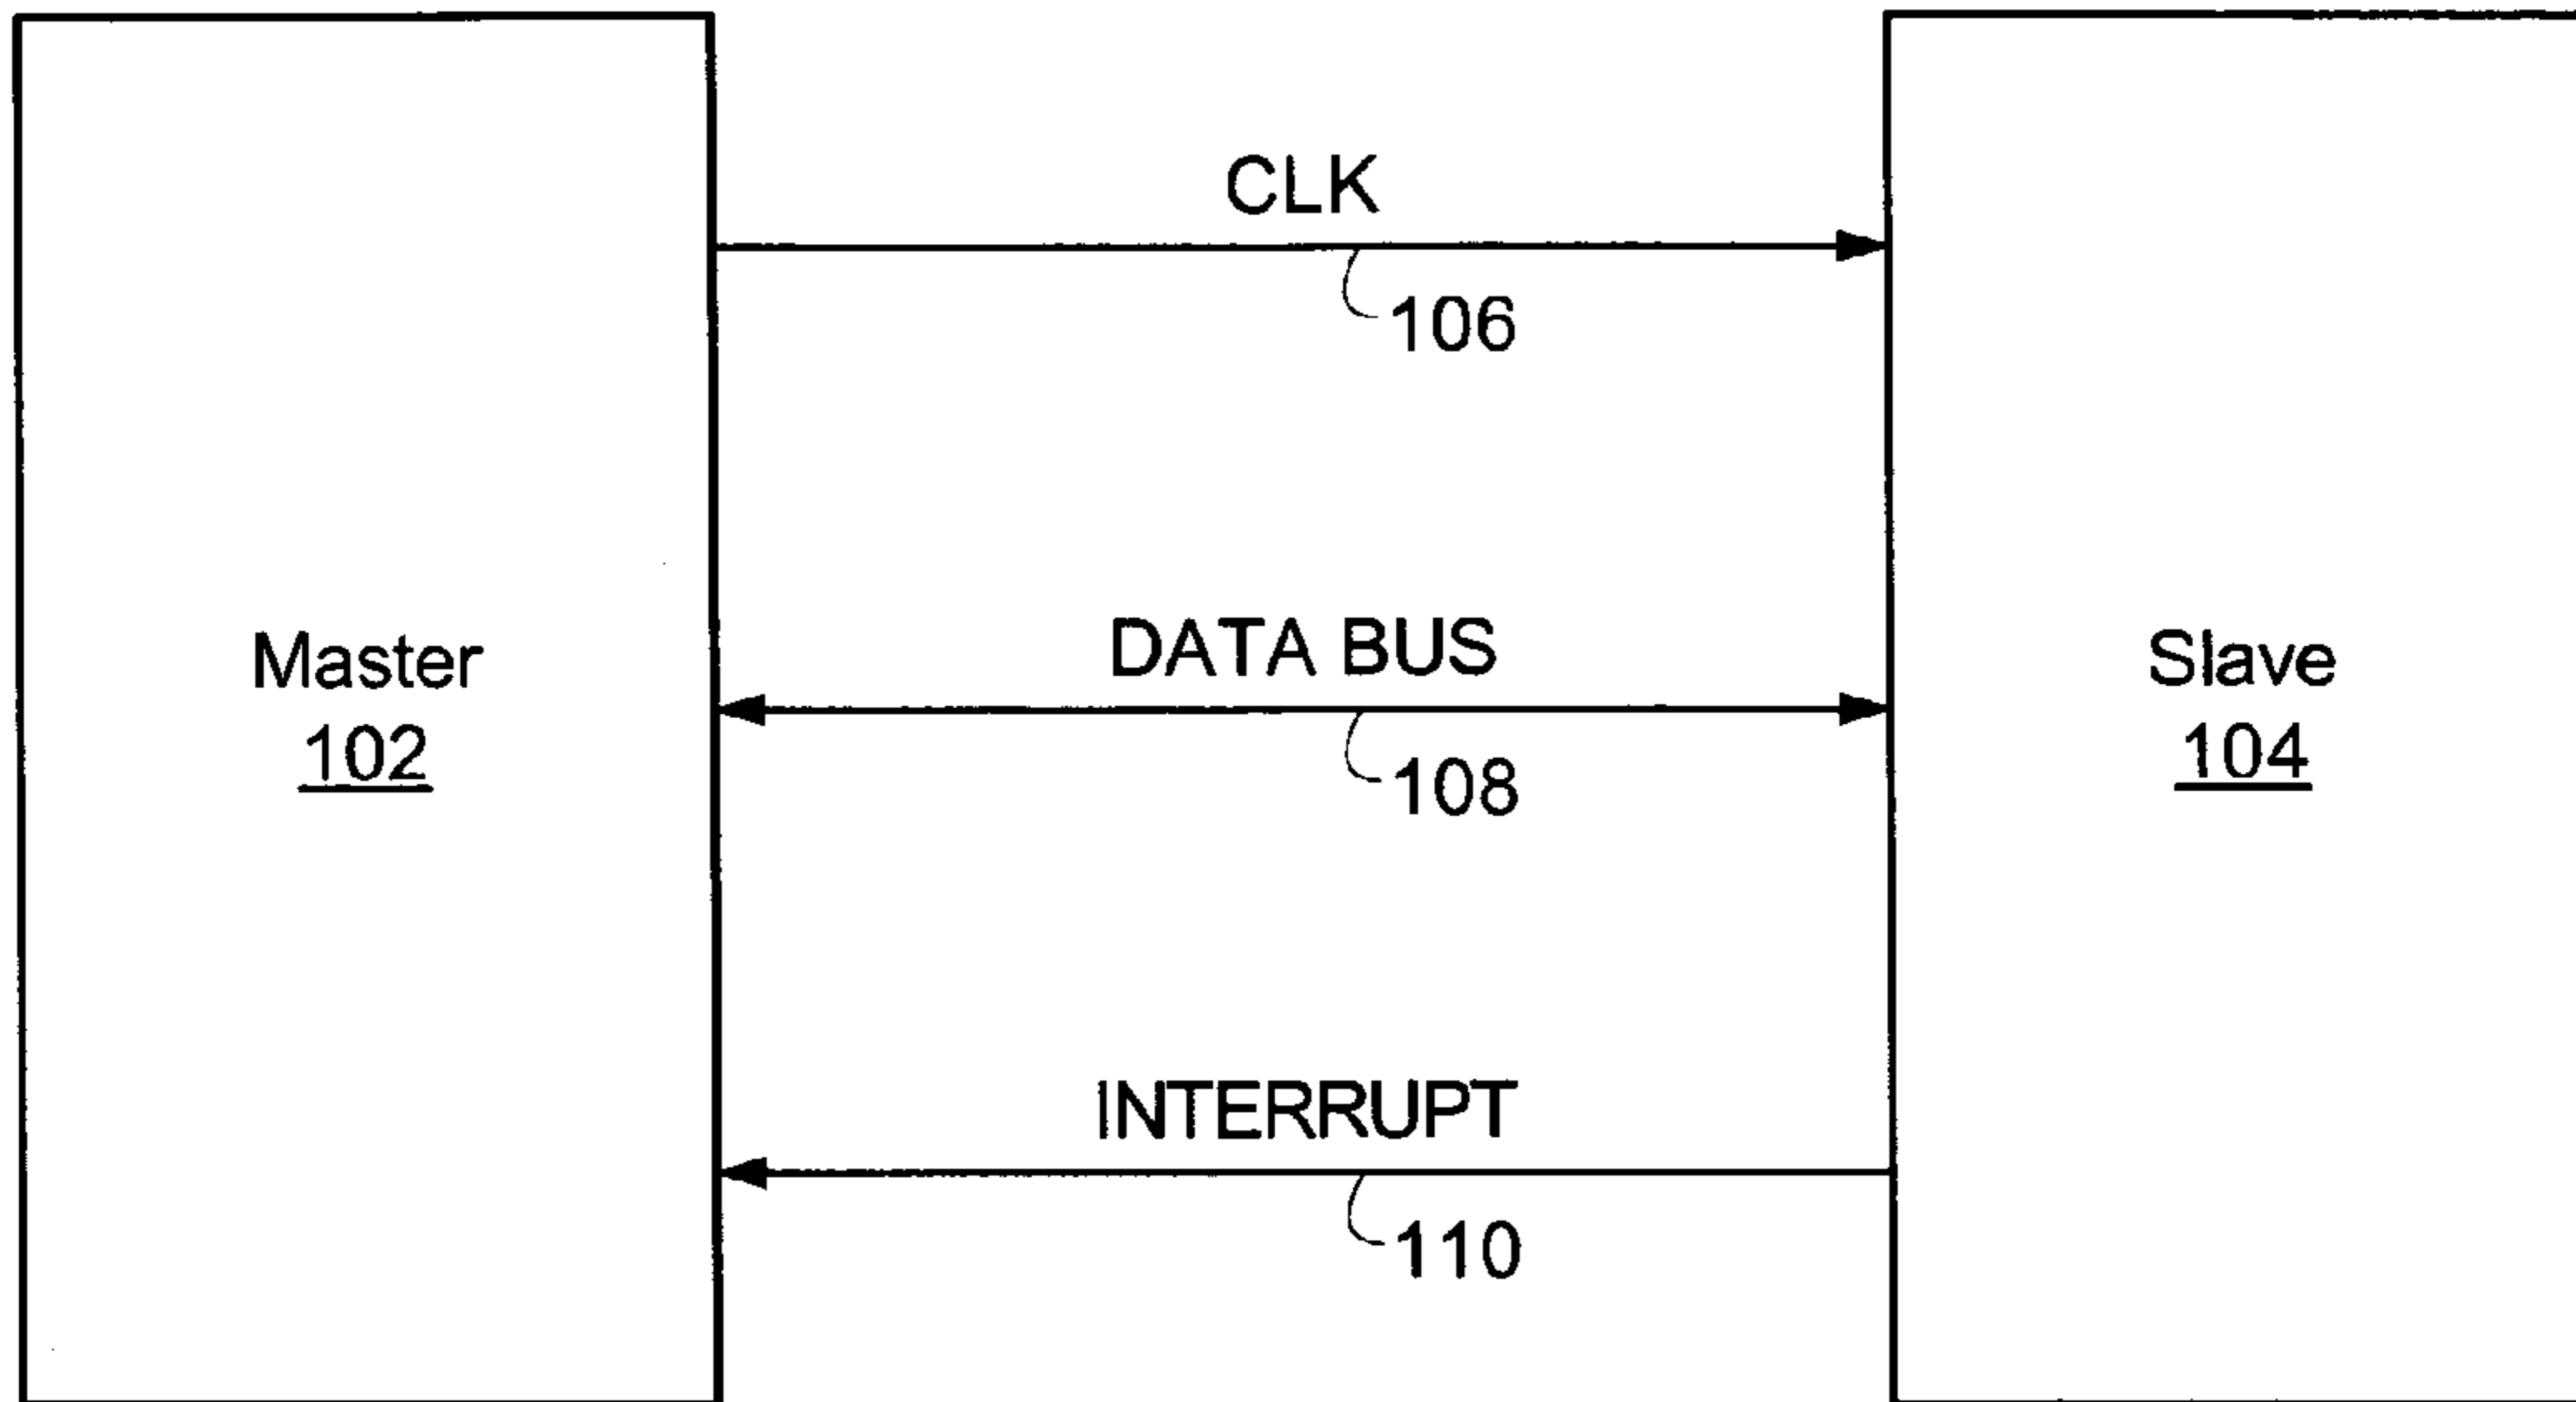 CLK
106
Master
102
DATA BUS
108
Slave
104
INTERRUPT
110